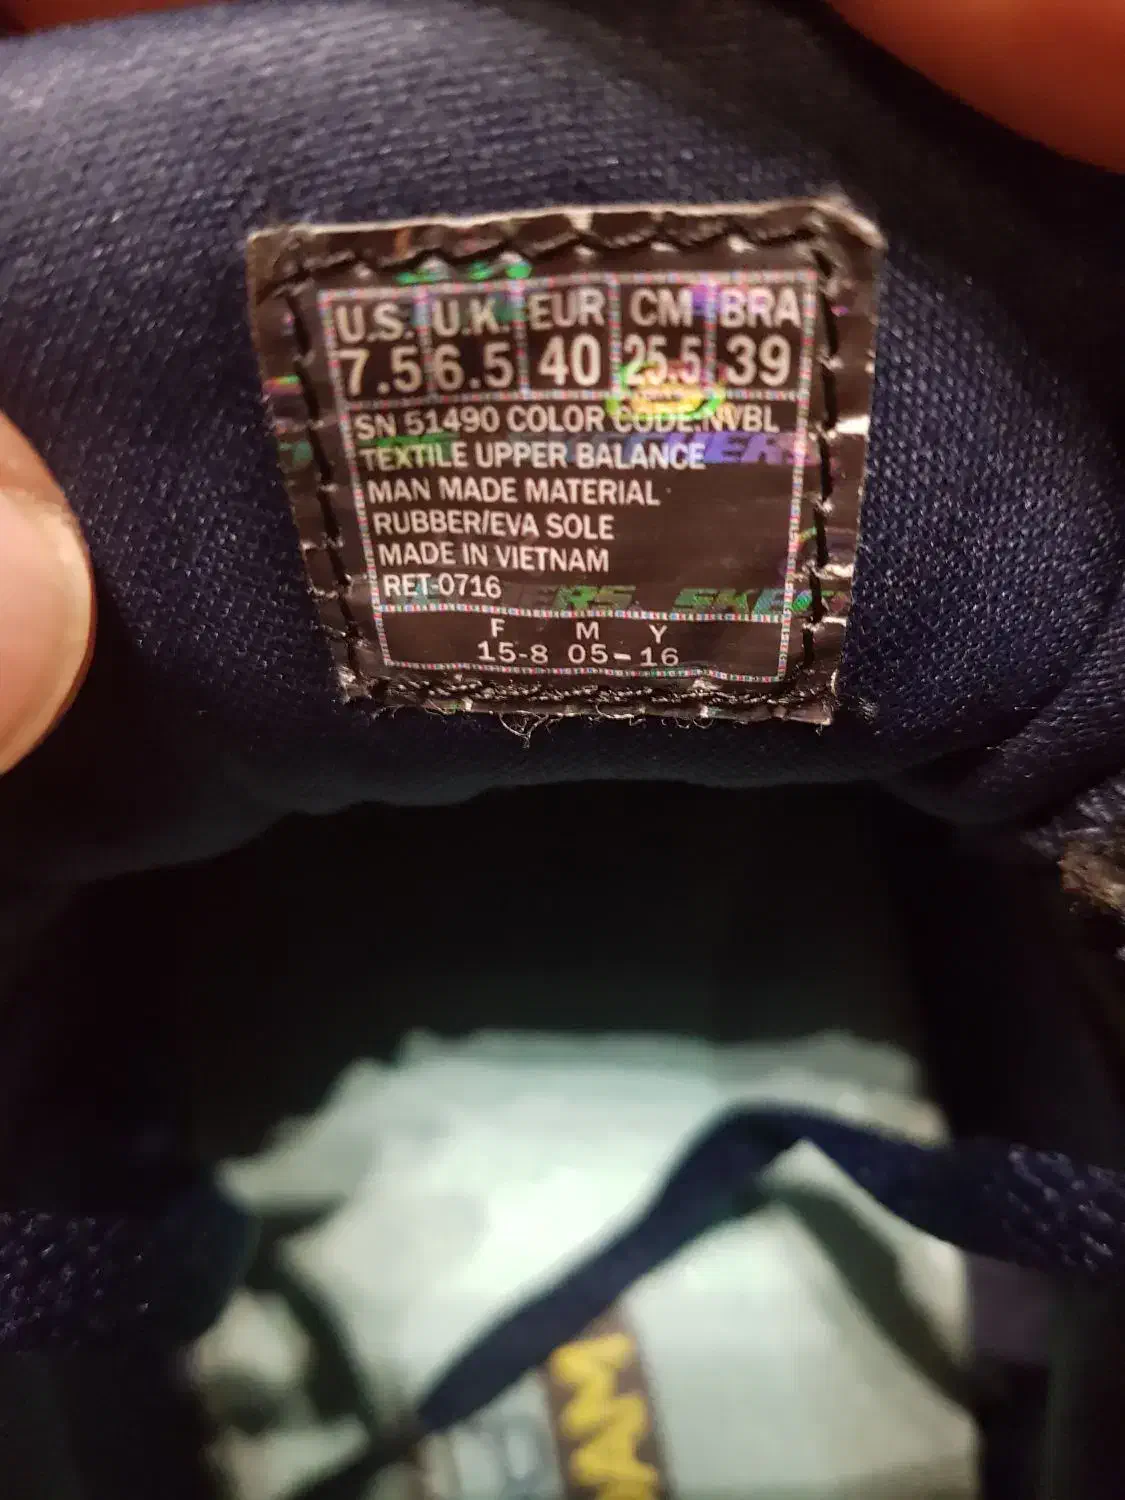 U.S. U.K. EUR CM BRA
7.5 6.5 40 25.5 39
SN 51490 COLOR CODE:NVBL
TEXTILE UPPER BALANCE
MAN MADE MATERIAL
RUBBER/EVA SOLE
MADE IN VIETNAM
RET-0716
F M Y
15-8 05-16